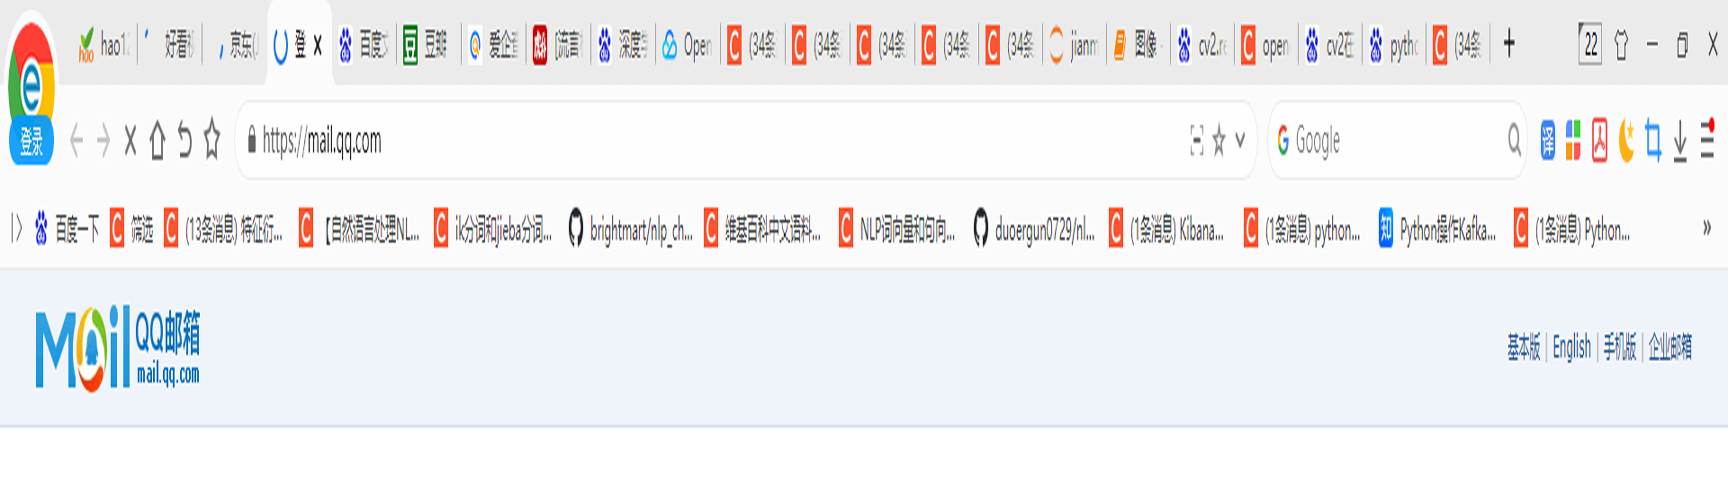 hao1 好看 京东( 登 百度 豆瓣 爱企 [流言 深度 Open (34条 (34条 (34条 (34条 (34条 jianm 图像 cv2.r open cv2在 pyth (34条 22
登录 https://mail.qq.com Google 译
百度一下 筛选 (13条消息) 特征衍... 【自然语言处理NL... ik分词和jieba分词... brightmart/nlp_ch... 维基百科中文语料... NLP词向量和句向... duoergun0729/nl... (1条消息) Kibana... (1条消息) python... 知 Python操作Kafka... (1条消息) Python... »
Mail QQ邮箱 mail.qq.com
基本版 | English | 手机版 | 企业邮箱